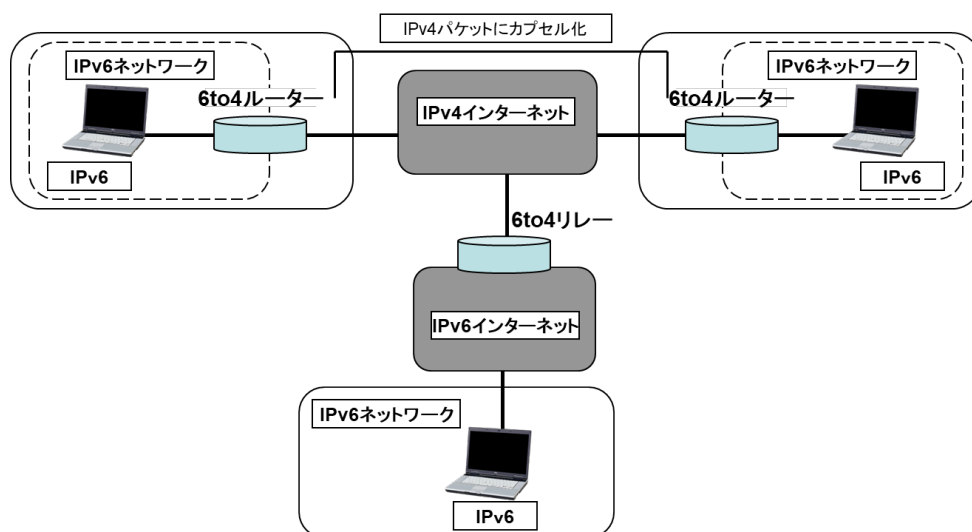 IPv4パケットにカプセル化
IPv6ネットワーク
6to4ルーター
IPv6
IPv4インターネット
IPv6ネットワーク
6to4ルーター
IPv6
6to4リレー
IPv6インターネット
IPv6ネットワーク
IPv6